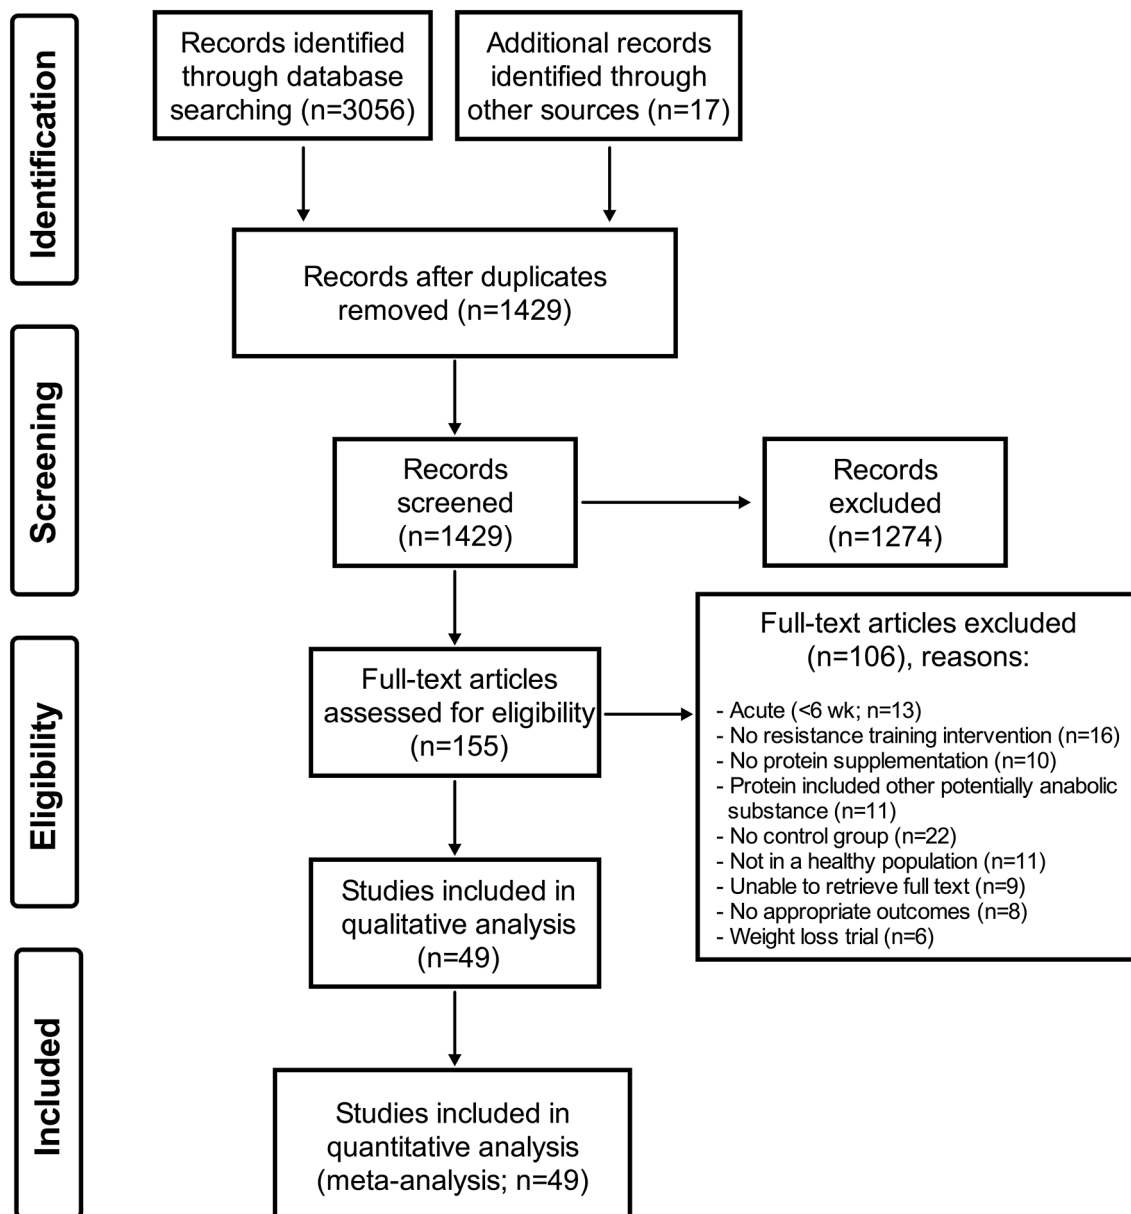 Identification
Records identified
through database
searching (n=3056)
Additional records
identified through
other sources (n=17)
Records after duplicates
removed (n=1429)
Screening
Records
screened
(n=1429)
Records
excluded
(n=1274)
Eligibility
Full-text articles
assessed for eligibility
(n=155)
Full-text articles excluded
(n=106), reasons:
- Acute (<6 wk; n=13)
- No resistance training intervention (n=16)
- No protein supplementation (n=10)
- Protein included other potentially anabolic
substance (n=11)
- No control group (n=22)
- Not in a healthy population (n=11)
- Unable to retrieve full text (n=9)
- No appropriate outcomes (n=8)
- Weight loss trial (n=6)
Studies included in
qualitative analysis
(n=49)
Included
Studies included in
quantitative analysis
(meta-analysis; n=49)